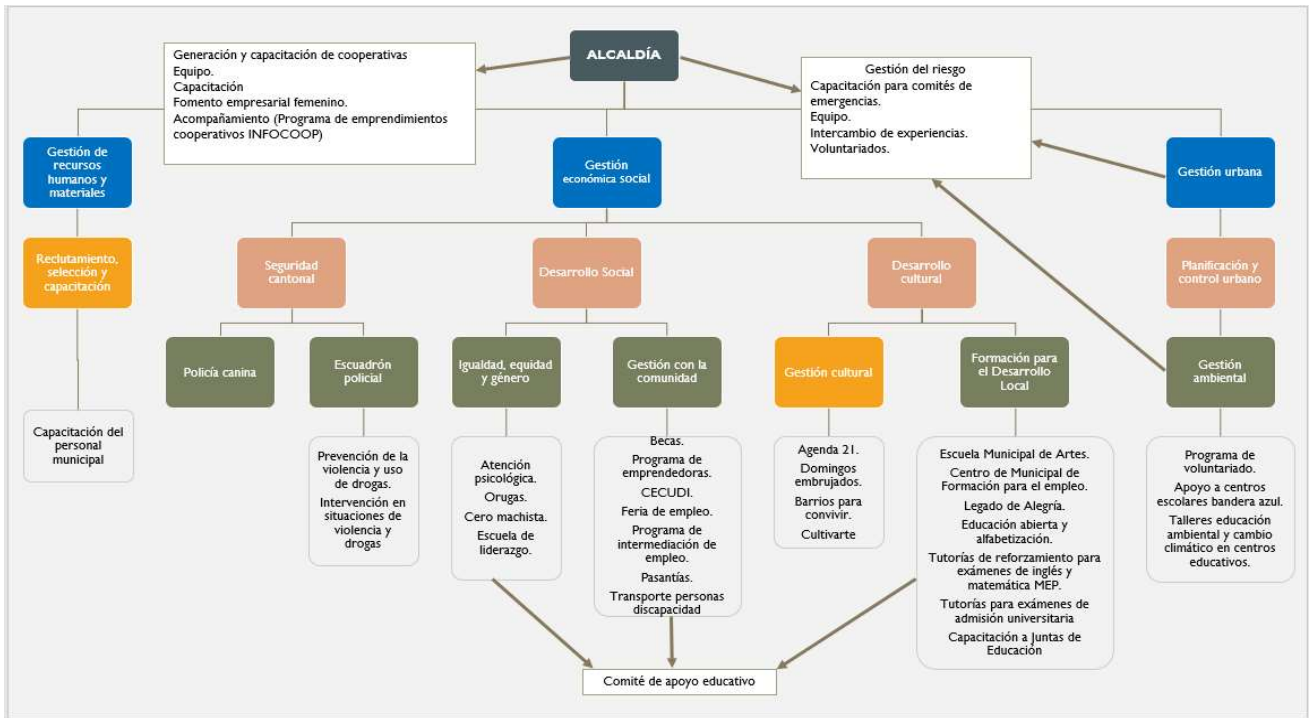 ALCALDÍA
Generación y capacitación de cooperativas
Equipo.
Capacitación
Fomento empresarial femenino.
Acompañamiento (Programa de emprendimientos
cooperativos INFOCOOP)
Gestión del riesgo
Capacitación para comités de
emergencias.
Equipo.
Intercambio de experiencias.
Voluntariados.
Gestión de
recursos
humanos y
materiales
Gestión
económica social
Gestión urbana
Reclutamiento,
selección y
capacitación
Seguridad
cantonal
Desarrollo Social
Desarrollo
cultural
Planificación y
control urbano
Policía canina
Escuadrón
policial
Igualdad, equidad
y género
Gestión con la
comunidad
Gestión cultural
Formación para
el Desarrollo
Local
Gestión
ambiental
Capacitación del
personal
municipal
Prevención de la
violencia y uso
de drogas.
Intervención en
situaciones de
violencia y
drogas
Atención
psicológica.
Orugas.
Cero machista.
Escuela de
liderazgo.
Becas.
Programa de
emprendedoras.
CECUDI.
Feria de empleo.
Programa de
intermediación de
empleo.
Pasantías.
Transporte personas
discapacidad
Agenda 21.
Domingos
embrujados.
Barrios para
convivir.
Cultivarte
Escuela Municipal de Artes.
Centro de Municipal de
Formación para el empleo.
Legado de Alegría.
Educación abierta y
alfabetización.
Tutorías de reforzamiento para
exámenes de inglés y
matemática MEP.
Tutorías para exámenes de
admisión universitaria
Capacitación a Juntas de
Educación
Programa de
voluntariado.
Apoyo a centros
escolares bandera azul.
Talleres educación
ambiental y cambio
climático en centros
educativos.
Comité de apoyo educativo